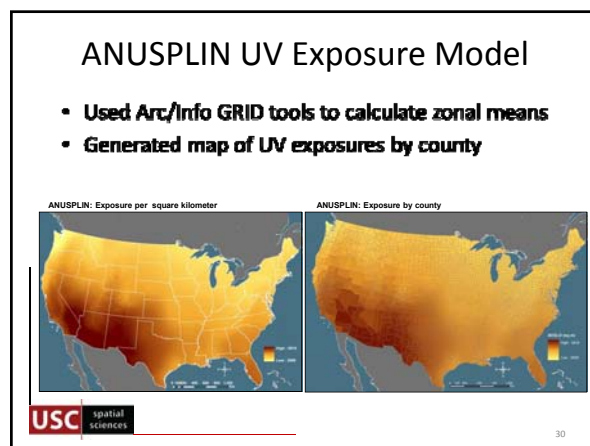 ANUSPLIN UV Exposure Model
• Used Arc/Info GRID tools to calculate zonal means
• Generated map of UV exposures by county
ANUSPLIN: Exposure per square kilometer
ANUSPLIN: Exposure by county
USC spatial
sciences
30